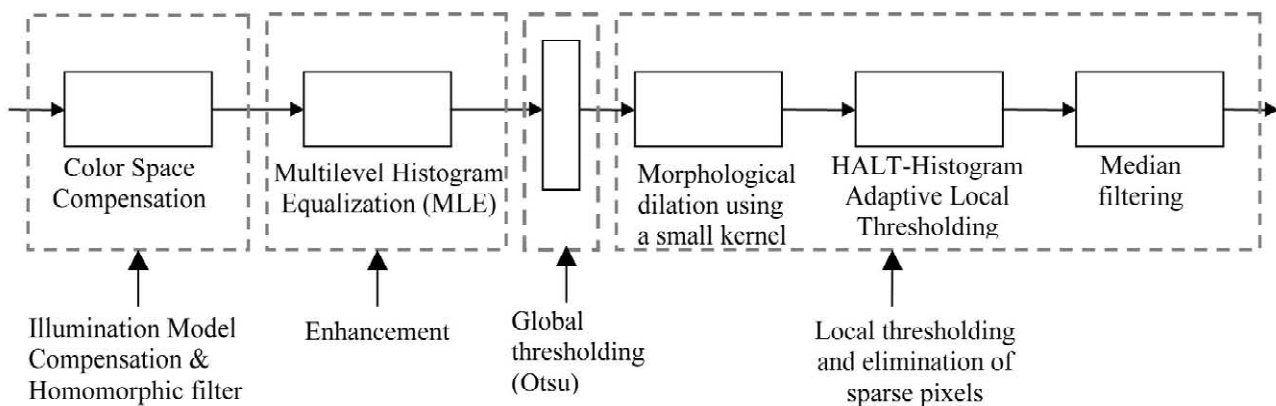 Color Space
Compensation
Multilevel Histogram
Equalization (MLE)
Morphological
dilation using
a small kernel
HALT-Histogram
Adaptive Local
Thresholding
Median
filtering
Illumination Model
Compensation &
Homomorphic filter
Enhancement
Global
thresholding
(Otsu)
Local thresholding
and elimination of
sparse pixels